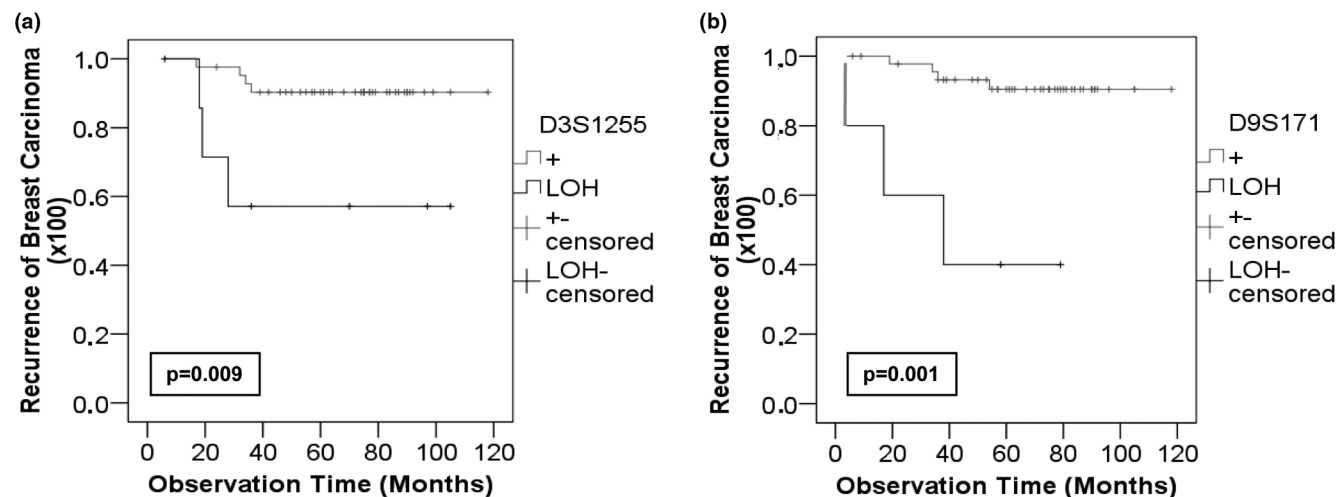 (a)
Recurrence of Breast Carcinoma
(x100)
1.0
0.8
0.6
0.4
0.2
0.0
p=0.009
0 20 40 60 80 100 120
Observation Time (Months)
D3S1255
+
LOH
+-
censored
LOH-
censored
(b)
Recurrence of Breast Carcinoma
(x100)
1.0
0.8
0.6
0.4
0.2
0.0
p=0.001
0 20 40 60 80 100 120
Observation Time (Months)
D9S171
+
LOH
+-
censored
LOH-
censored